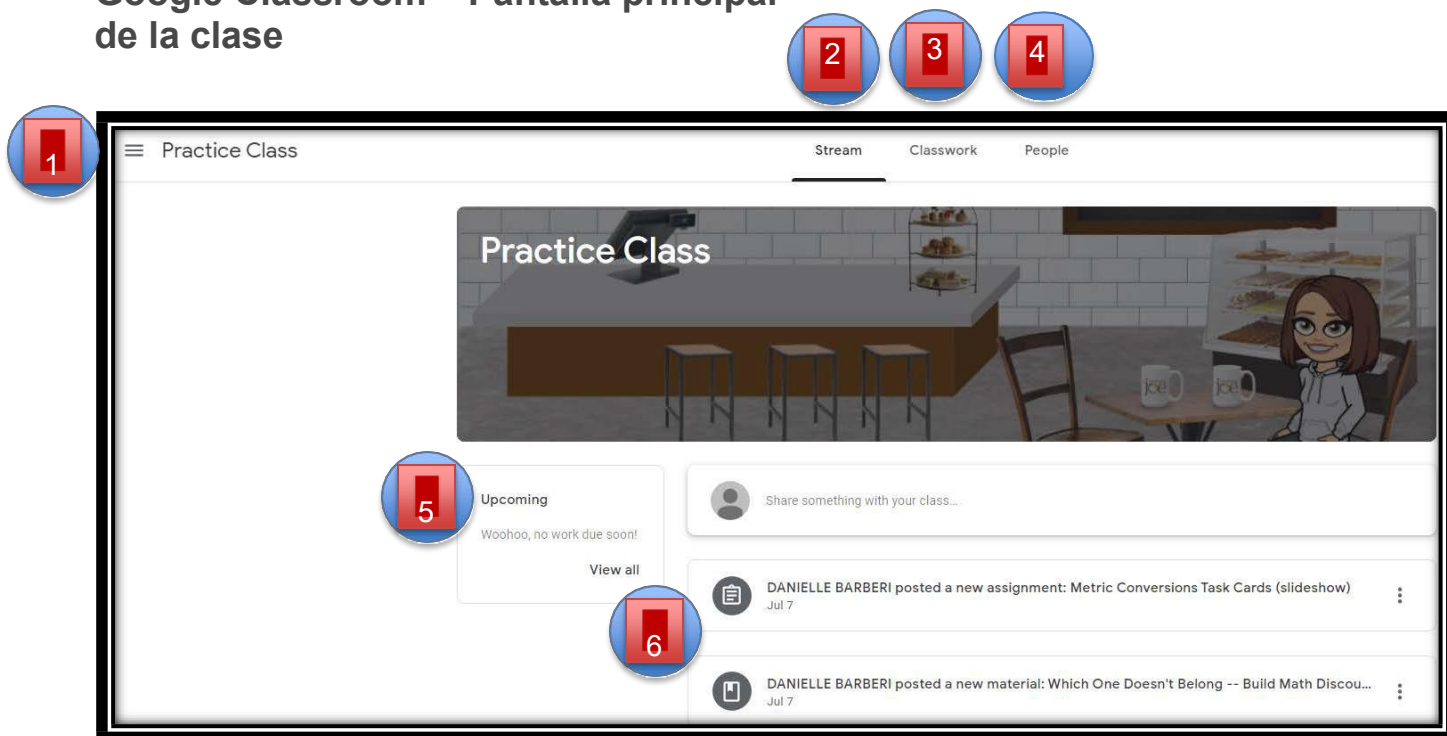 Google Classroom – Pantalla principal
de la clase
2
3
4
1
Practice Class
Stream
Classwork
People
Practice Class
joe
joe
5
Upcoming
Woohoo, no work due soon!
View all
Share something with your class...
DANIELLE BARBERI posted a new assignment: Metric Conversions Task Cards (slideshow)
Jul 7
6
DANIELLE BARBERI posted a new material: Which One Doesn't Belong -- Build Math Discou...
Jul 7